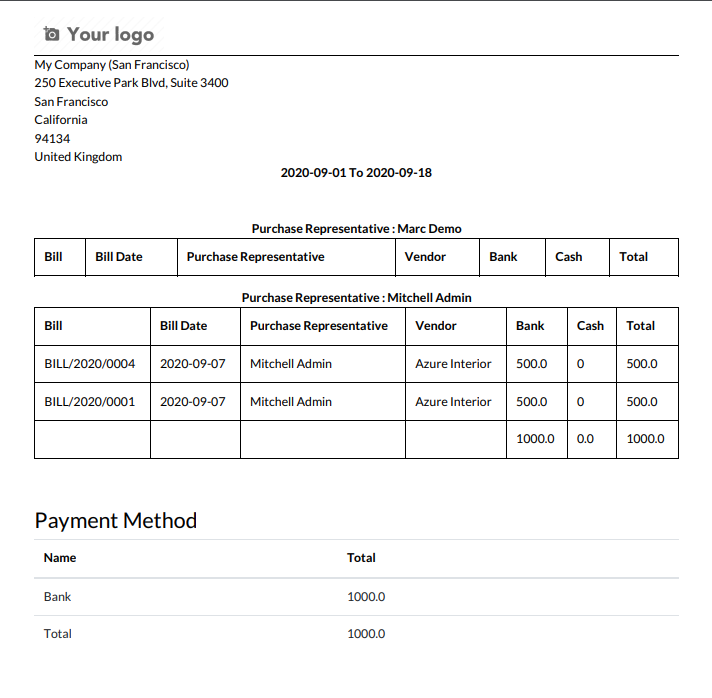 Your logo
My Company (San Francisco)
250 Executive Park Blvd, Suite 3400
San Francisco
California
94134
United Kingdom
2020-09-01 To 2020-09-18
Purchase Representative : Marc Demo
Bill Bill Date Purchase Representative Vendor Bank Cash Total
Purchase Representative : Mitchell Admin
Bill Bill Date Purchase Representative Vendor Bank Cash Total
BILL/2020/0004 2020-09-07 Mitchell Admin Azure Interior 500.0 0 500.0
BILL/2020/0001 2020-09-07 Mitchell Admin Azure Interior 500.0 0 500.0
1000.0 0.0 1000.0
Payment Method
Name Total
Bank 1000.0
Total 1000.0